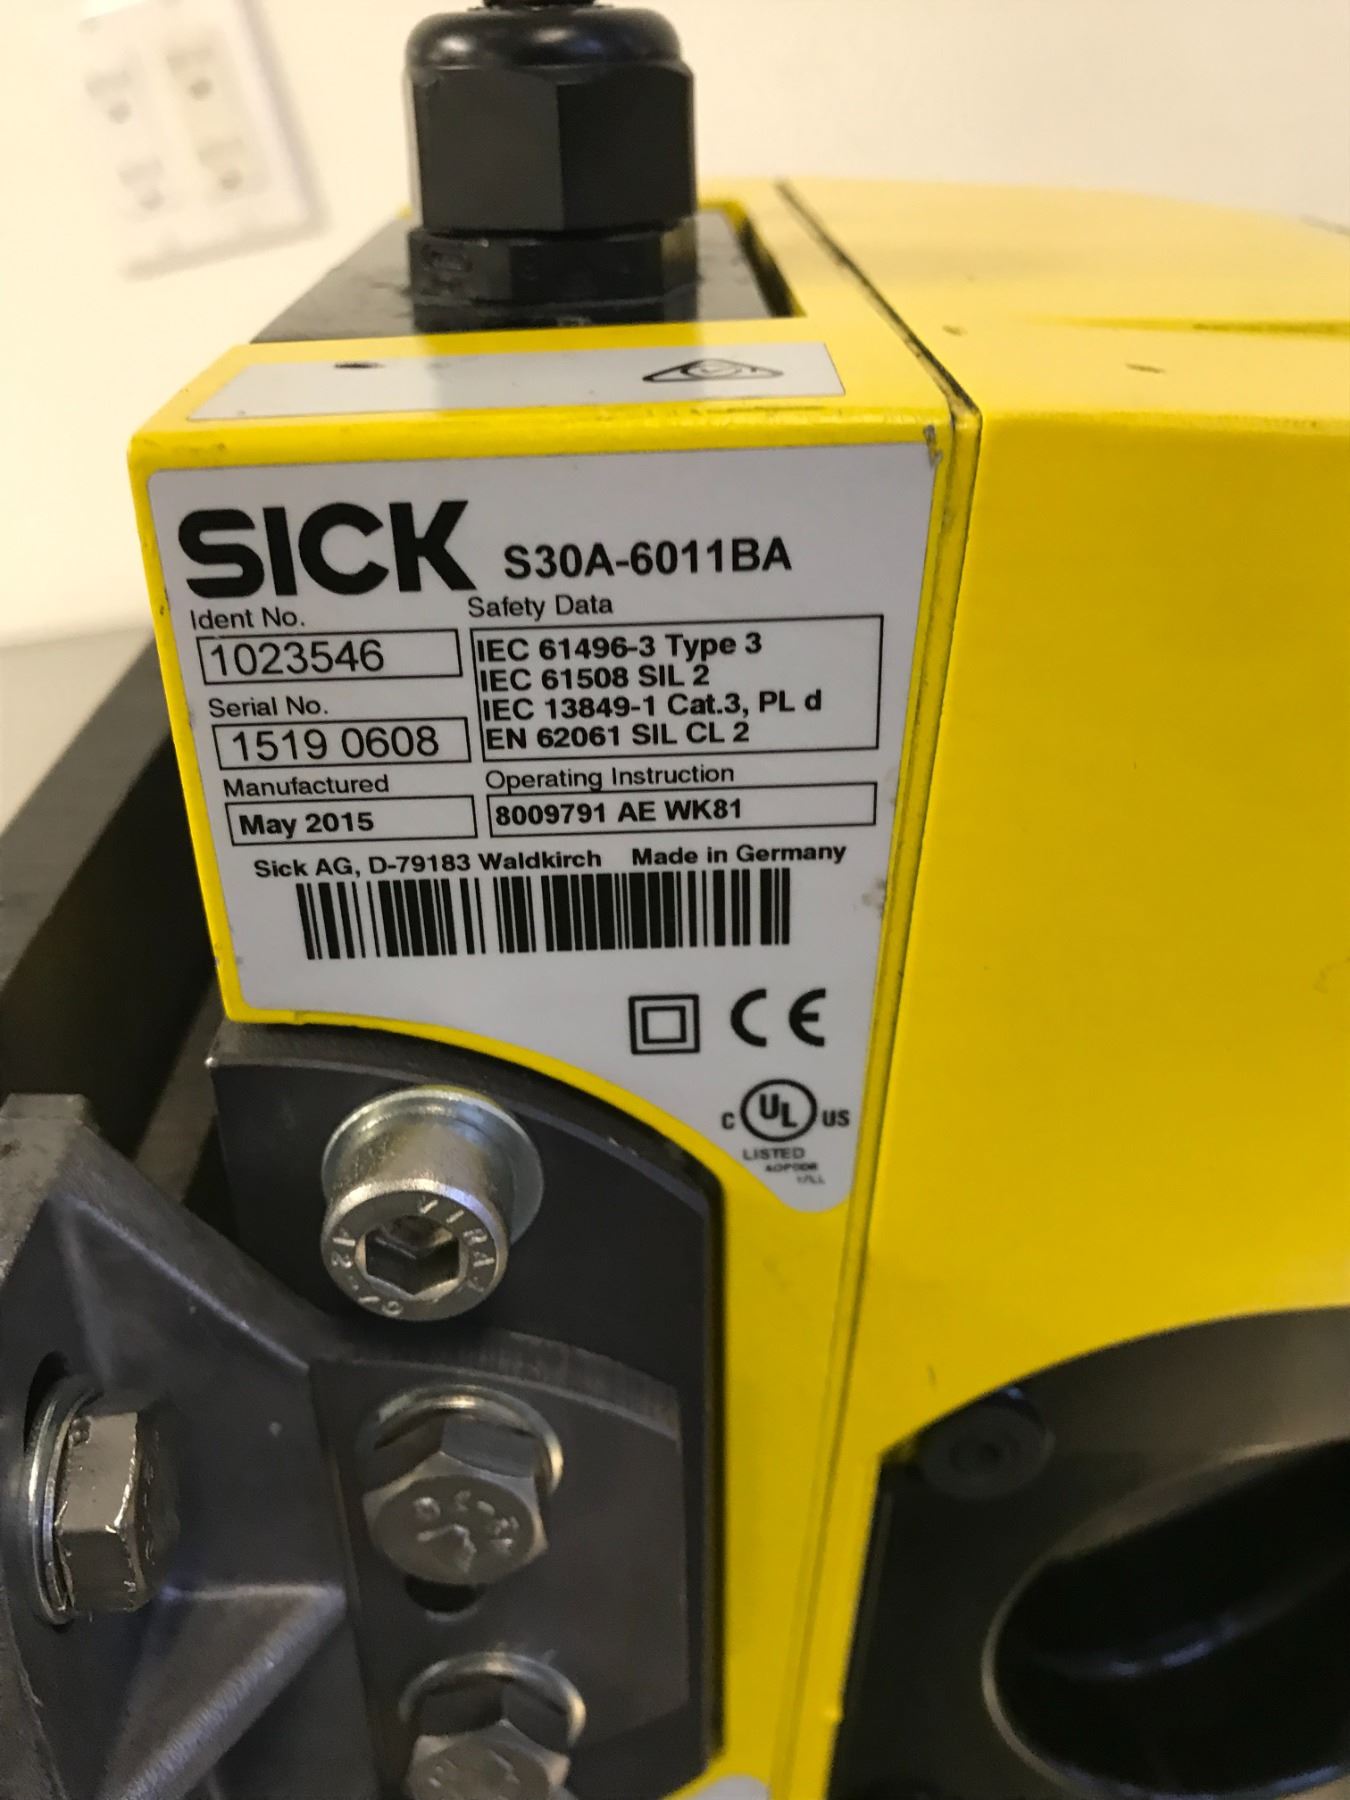 SICK S30A-6011BA
Ident No. Safety Data
1023546
IEC 61496-3 Type 3
IEC 61508 SIL 2
IEC 13849-1 Cat.3, PL d
EN 62061 SIL CL 2
Serial No.
1519 0608
Manufactured Operating Instruction
May 2015 8009791 AE WK81
Sick AG, D-79183 Waldkirch Made in Germany
CE
C UL US
LISTED